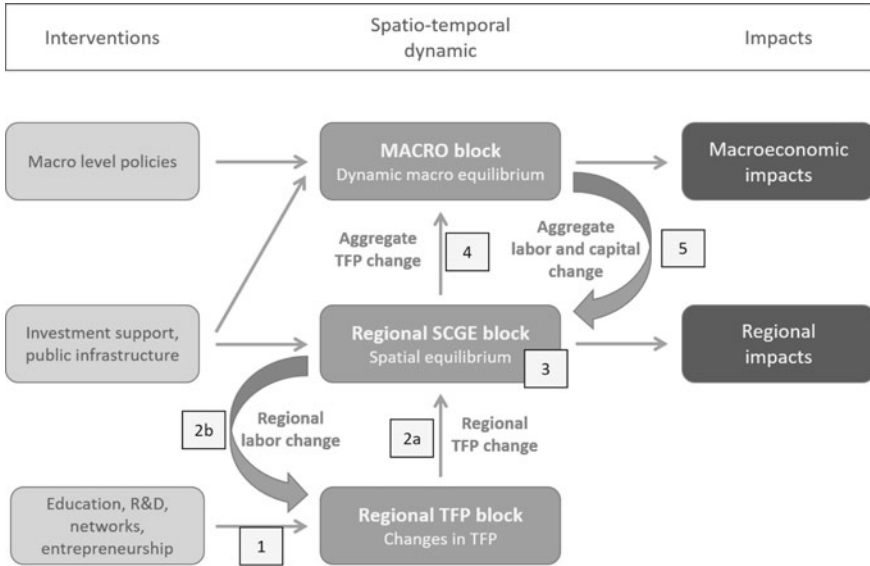 Interventions
Spatio-temporal
dynamic
Impacts
Macro level policies
MACRO block
Dynamic macro equilibrium
Macroeconomic
impacts
Aggregate
TFP change
4
Aggregate
labor and capital
change
5
Investment support,
public infrastructure
Regional SCGE block
Spatial equilibrium
3
Regional
impacts
2b
Regional
labor change
2a
Regional
TFP change
Education, R&D,
networks,
entrepreneurship
1
Regional TFP block
Changes in TFP